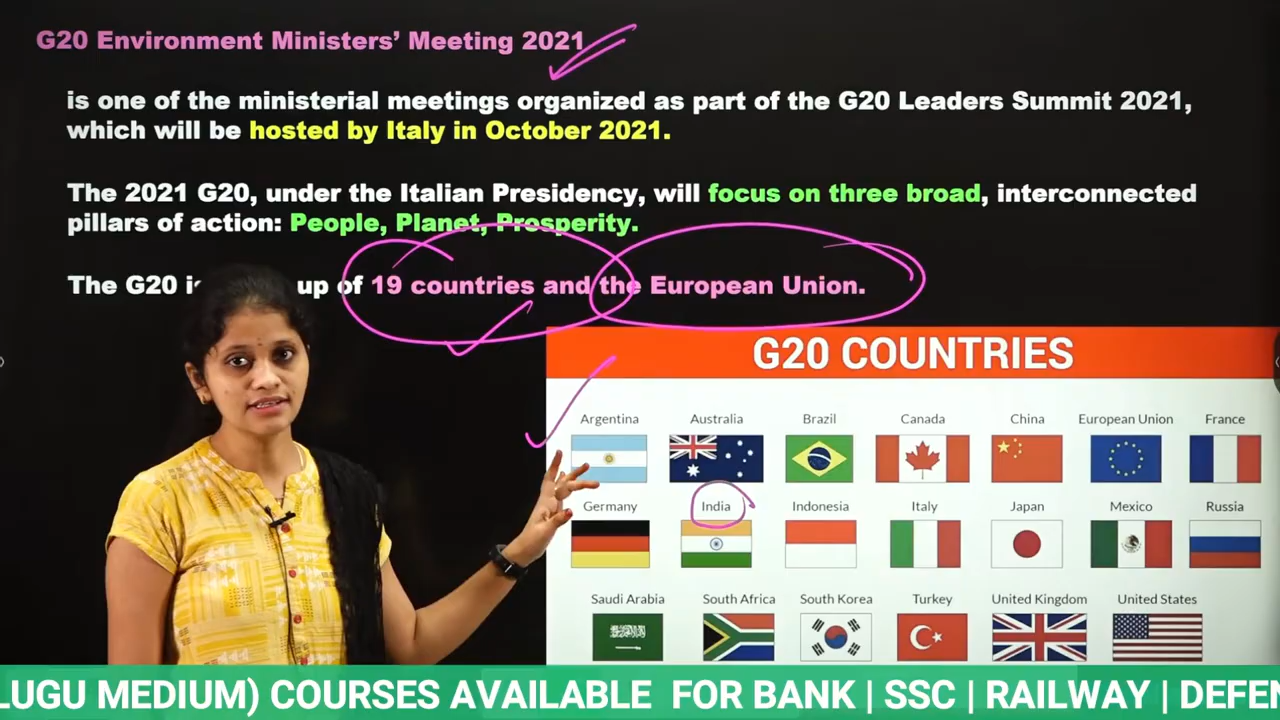 G20 Environment Ministers’ Meeting 2021
is one of the ministerial meetings organized as part of the G20 Leaders Summit 2021,
which will be hosted by Italy in October 2021.
The 2021 G20, under the Italian Presidency, will focus on three broad, interconnected
pillars of action: People, Planet, Prosperity.
The G20 is up of 19 countries and the European Union.
G20 COUNTRIES
Argentina Australia Brazil Canada China European Union France
Germany India Indonesia Italy Japan Mexico Russia
Saudi Arabia South Africa South Korea Turkey United Kingdom United States
LUGU MEDIUM) COURSES AVAILABLE FOR BANK | SSC | RAILWAY | DEFEN